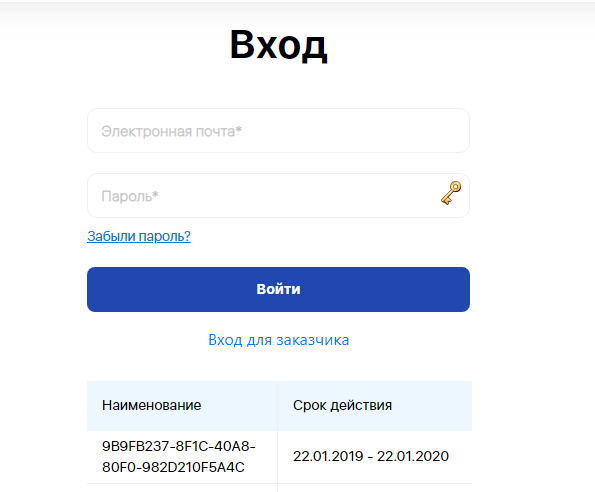 Вход
Электронная почта*
Пароль*
Забыли пароль?
Войти
Вход для заказчика
Наименование Срок действия
9B9FB237-8F1C-40A8-
80F0-982D210F5A4C
22.01.2019 - 22.01.2020